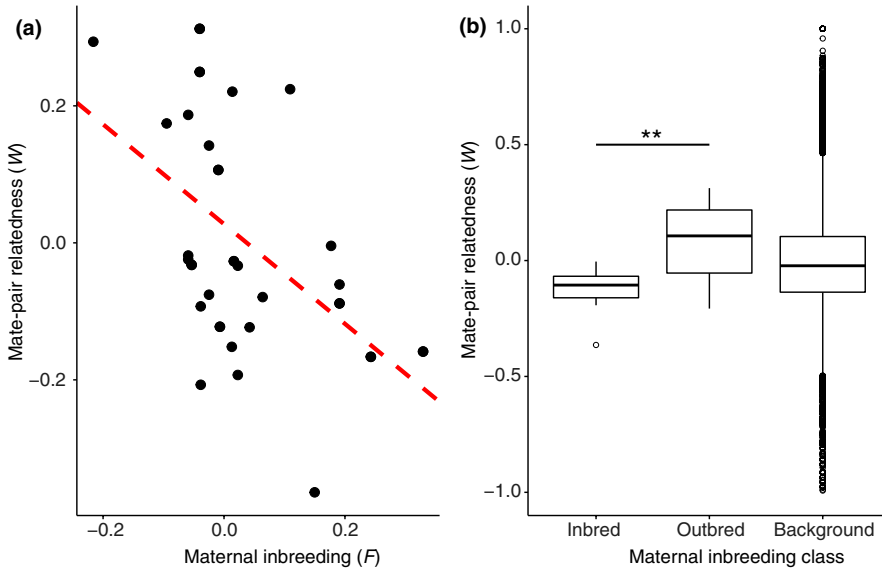 (a)
Mate-pair relatedness (W)
0.2
0.0
−0.2
−0.2
0.0
0.2
Maternal inbreeding (F)
(b)
Mate-pair relatedness (W)
1.0
0.5
0.0
−0.5
−1.0
**
Inbred
Outbred
Background
Maternal inbreeding class